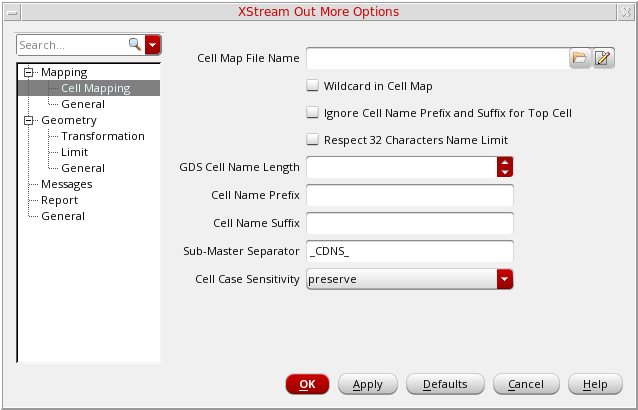 XStream Out More Options
Search...
Mapping
Cell Mapping
General
Geometry
Transformation
Limit
General
Messages
Report
General
Cell Map File Name
Wildcard in Cell Map
Ignore Cell Name Prefix and Suffix for Top Cell
Respect 32 Characters Name Limit
GDS Cell Name Length
Cell Name Prefix
Cell Name Suffix
Sub-Master Separator _CDNS_
Cell Case Sensitivity preserve
OK Apply Defaults Cancel Help